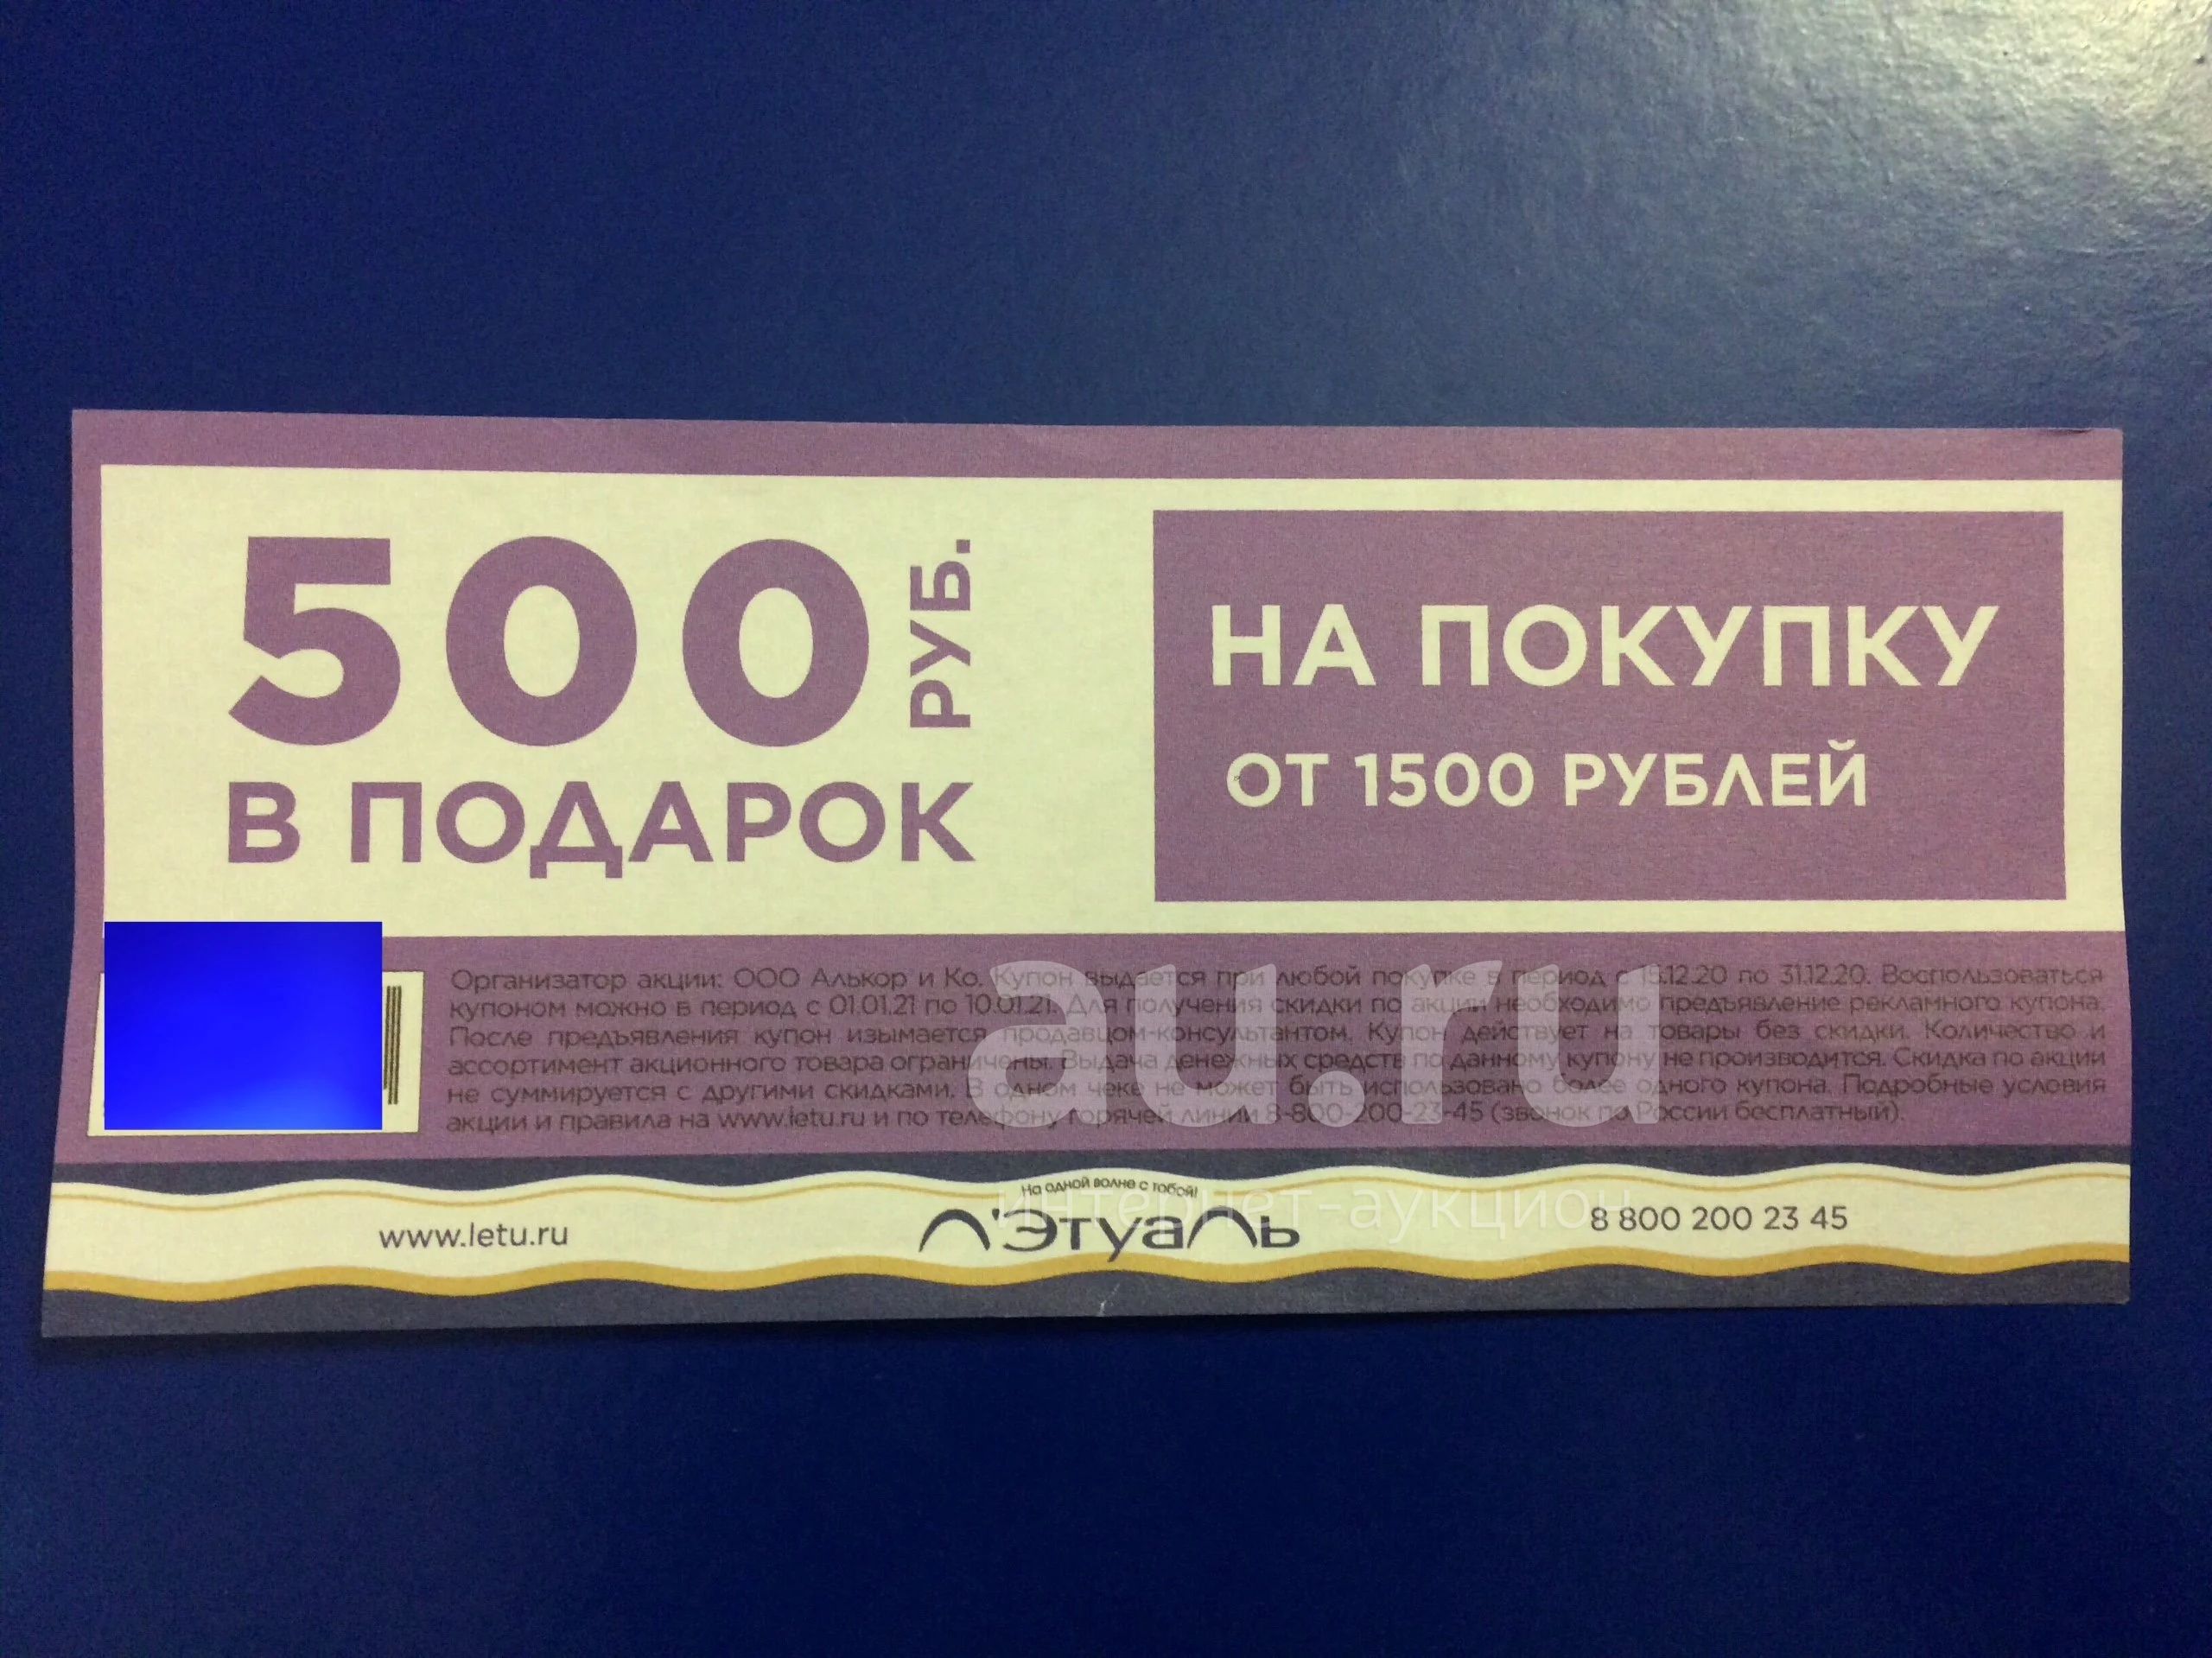 500 РУБ.
В ПОДАРОК
НА ПОКУПКУ
ОТ 1500 РУБЛЕЙ
Организатор акции: ООО Алькор и Ко. Купон выдается при любой покупке в период с 15.12.20 по 31.12.20. Воспользоваться
купоном можно в период с 01.01.21 по 10.01.21. Для получения скидки по акции необходимо предъявление рекламного купона.
После предъявления купон изымается продавцом-консультантом. Купон действует на товары без скидки. Количество и
ассортимент акционного товара ограничены. Выдача денежных средств по данному купону не производится. Скидка по акции
не суммируется с другими скидками. В одном чеке не может быть использовано более одного купона. Подробные условия
акции и правила на www.letu.ru и по телефону горячей линии 8-800-200-23-45 (звонок по России бесплатный).
au.ru
интернет-аукцион
На одной волне с тобой!
www.letu.ru
Л'Этуаль
8 800 200 23 45